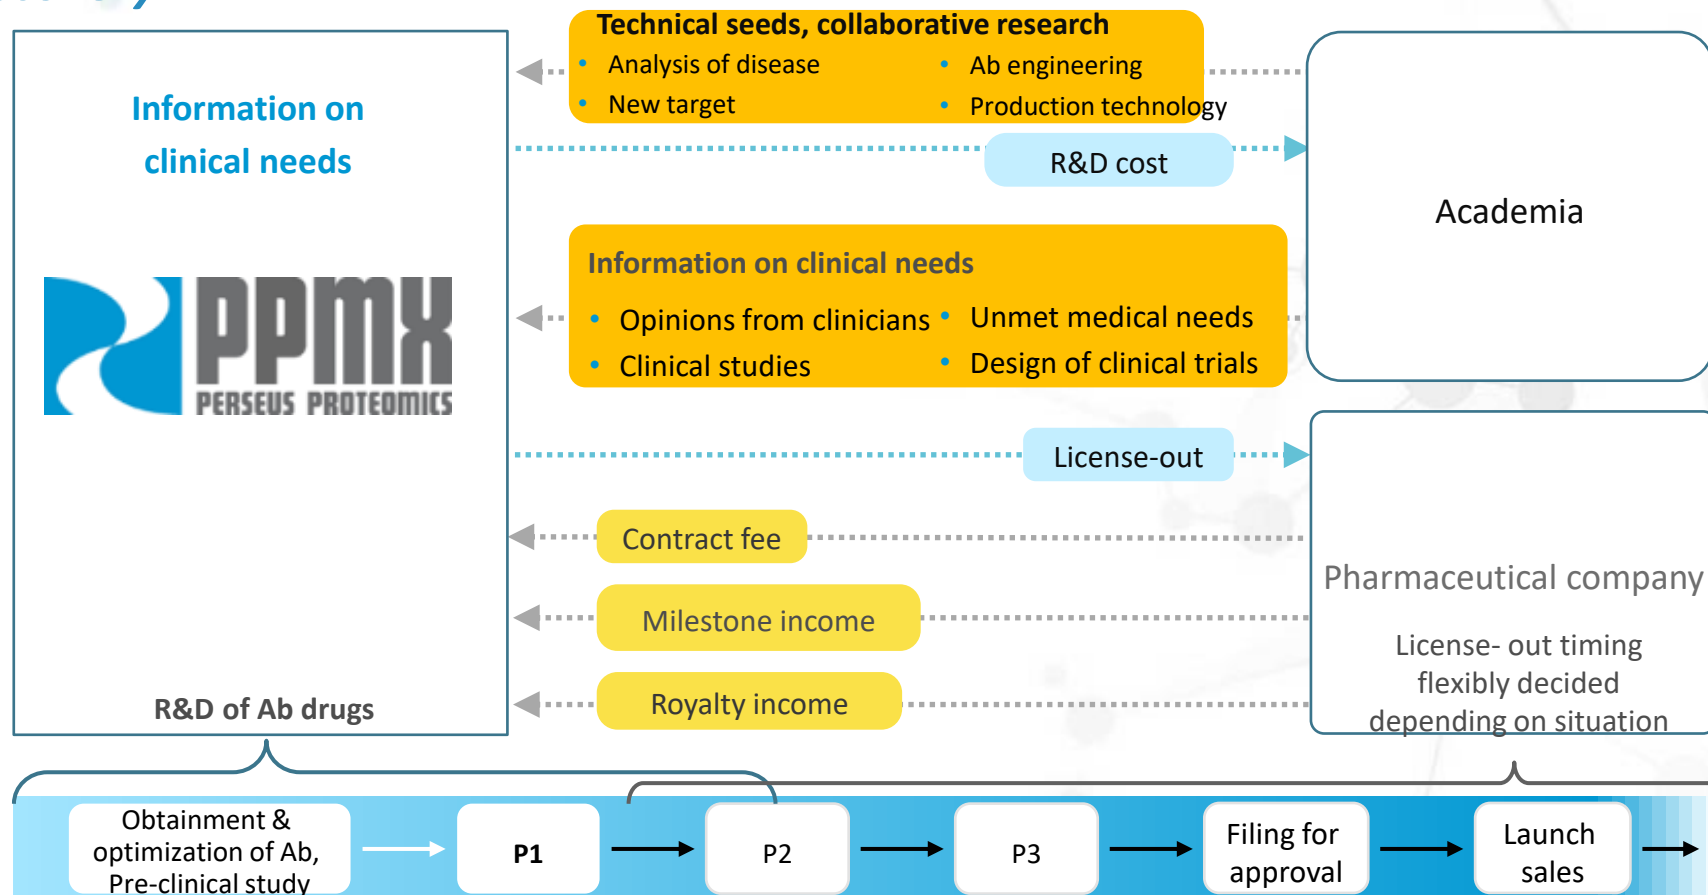 Information on
clinical needs
PPMX
PERSEUS PROTEOMICS
R&D of Ab drugs
Technical seeds, collaborative research
• Analysis of disease
• New target
• Ab engineering
• Production technology
R&D cost
Information on clinical needs
• Opinions from clinicians
• Clinical studies
• Unmet medical needs
• Design of clinical trials
License-out
Contract fee
Milestone income
Royalty income
Academia
Pharmaceutical company
License- out timing
flexibly decided
depending on situation
Obtainment &
optimization of Ab,
Pre-clinical study
P1
P2
P3
Filing for
approval
Launch
sales